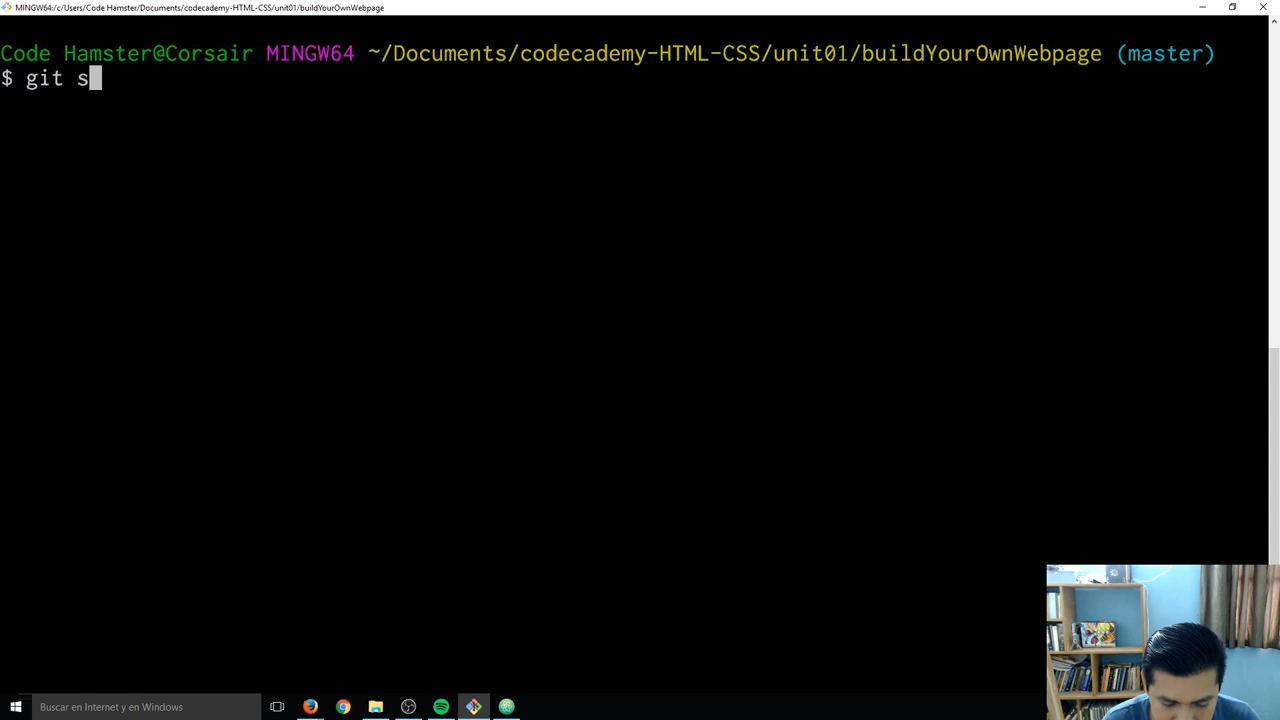 MINGW64:/c/Users/Code Hamster/Documents/codecademy-HTML-CSS/unit01/buildYourOwnWebpage
Code Hamster@Corsair MINGW64 ~/Documents/codecademy-HTML-CSS/unit01/buildYourOwnWebpage (master)
$ git s
Buscar en Internet y en Windows